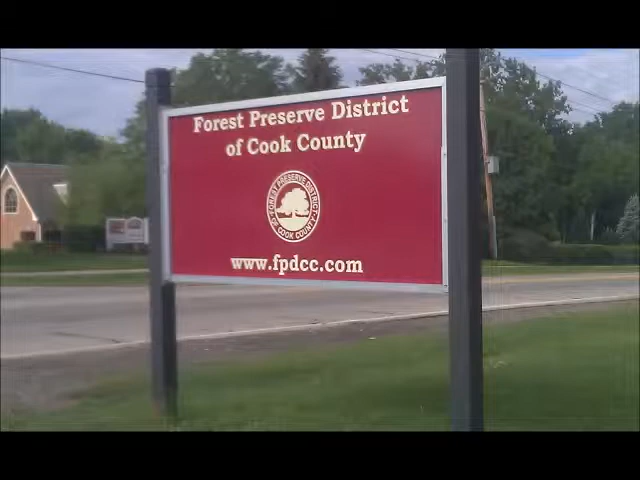 Forest Preserve District
of Cook County
FOREST PRESERVE DISTRICT
OF COOK COUNTY
www.fpdcc.com